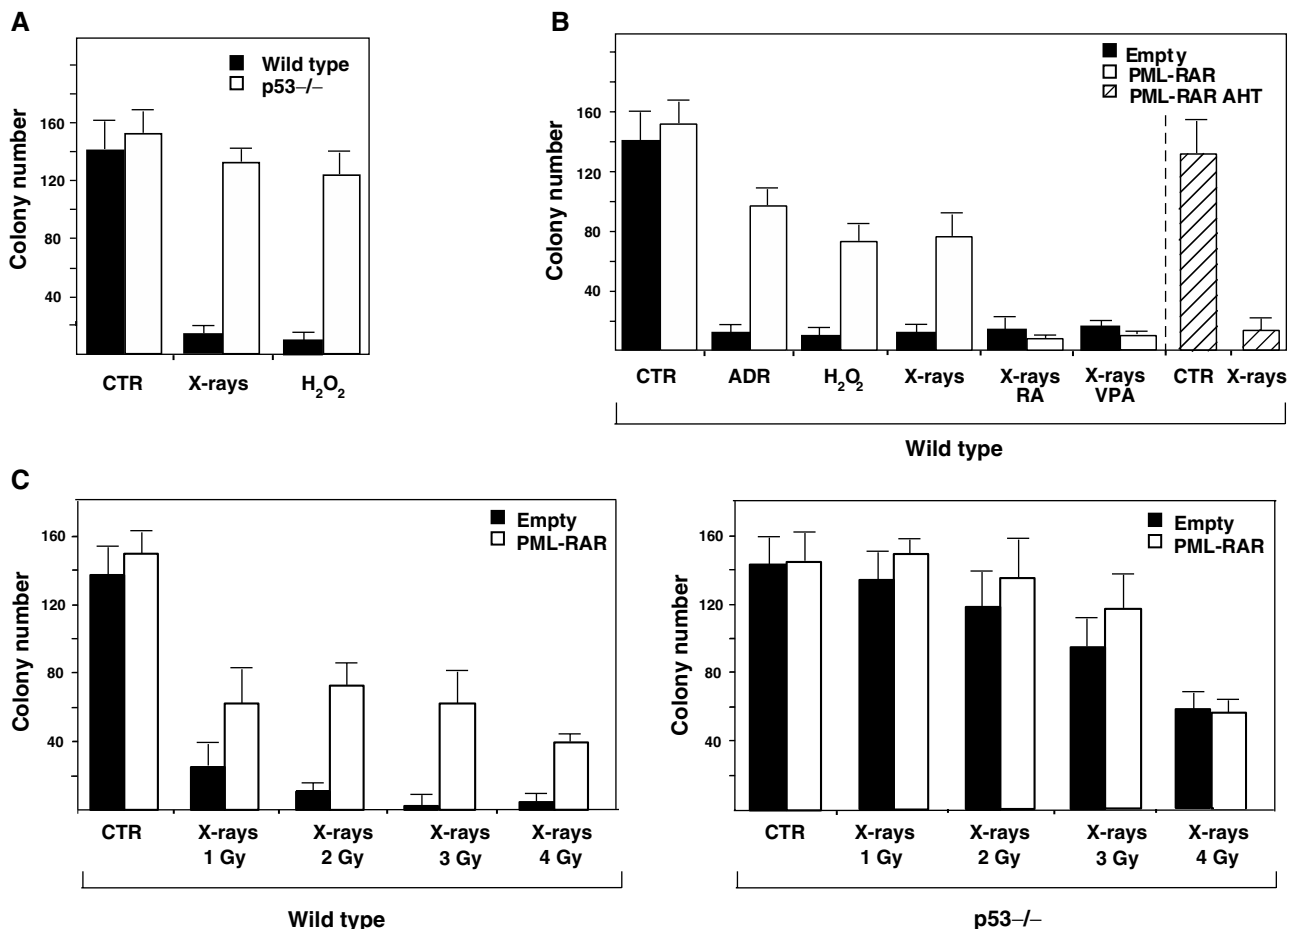 A
Wild type
p53–/–
Colony number
160
120
80
40
CTR X-rays H₂O₂
B
Empty
PML-RAR
PML-RAR AHT
Colony number
160
120
80
40
CTR ADR H₂O₂ X-rays X-rays X-rays CTR X-rays
RA VPA
Wild type
C
Empty
PML-RAR
Colony number
160
120
80
40
CTR X-rays X-rays X-rays X-rays
1 Gy 2 Gy 3 Gy 4 Gy
Wild type
Empty
PML-RAR
Colony number
160
120
80
40
CTR X-rays X-rays X-rays X-rays
1 Gy 2 Gy 3 Gy 4 Gy
p53–/–